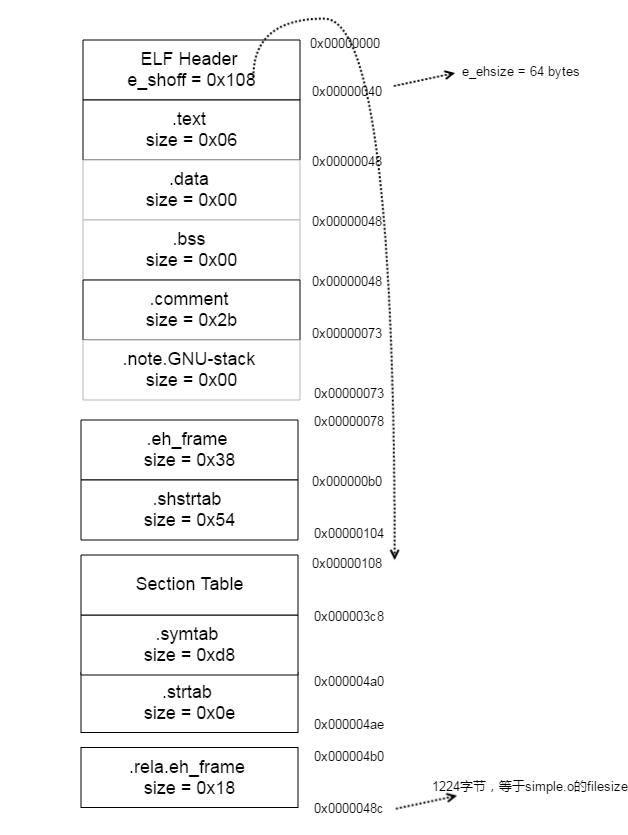 ELF Header
e_shoff = 0x108
0x00000000
0x00000040
e_ehsize = 64 bytes
.text
size = 0x06
0x00000048
.data
size = 0x00
0x00000048
.bss
size = 0x00
0x00000048
.comment
size = 0x2b
0x00000073
.note.GNU-stack
size = 0x00
0x00000073
0x00000078
.eh_frame
size = 0x38
0x000000b0
.shstrtab
size = 0x54
0x00000104
0x00000108
Section Table
0x000003c8
.symtab
size = 0xd8
0x000004a0
.strtab
size = 0x0e
0x000004ae
0x000004b0
.rela.eh_frame
size = 0x18
1224字节，等于simple.o的filesize
0x0000048c